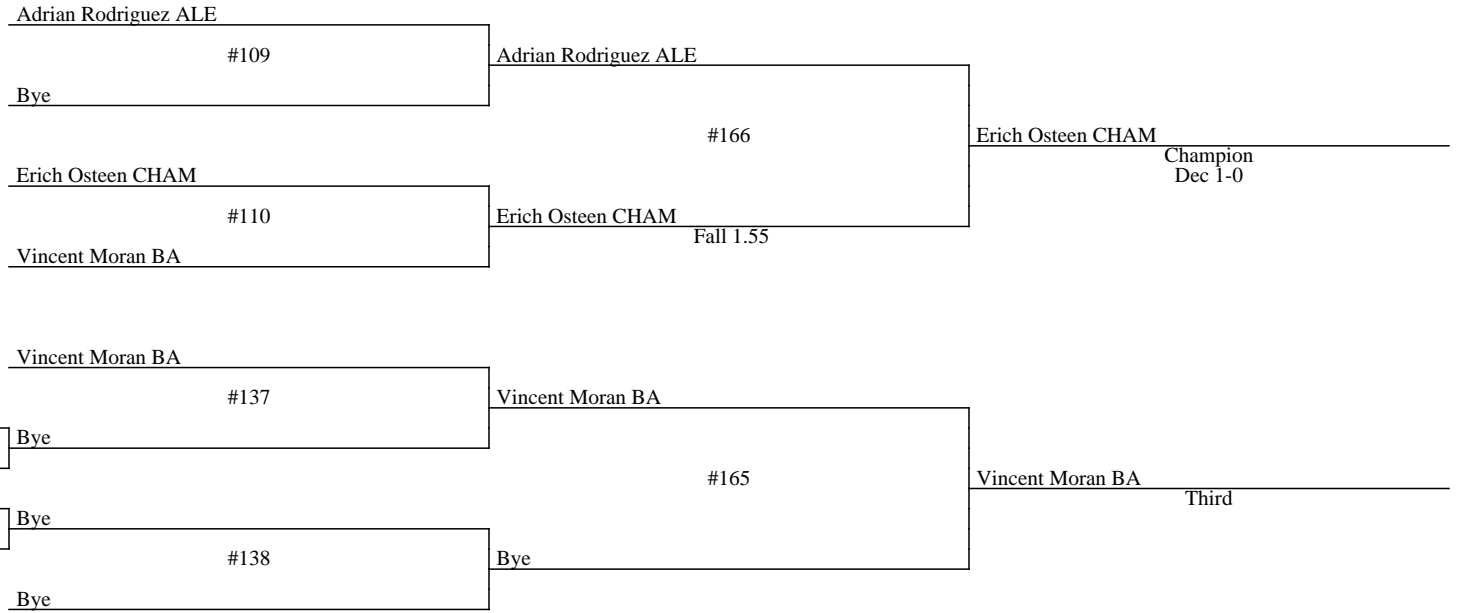 Adrian Rodriguez ALE
#109
Adrian Rodriguez ALE
Bye
#166
Erich Osteen CHAM
Champion
Dec 1-0
Erich Osteen CHAM
#110
Erich Osteen CHAM
Fall 1.55
Vincent Moran BA
Vincent Moran BA
#137
Vincent Moran BA
Bye
#165
Vincent Moran BA
Third
Bye
#138
Bye
Bye